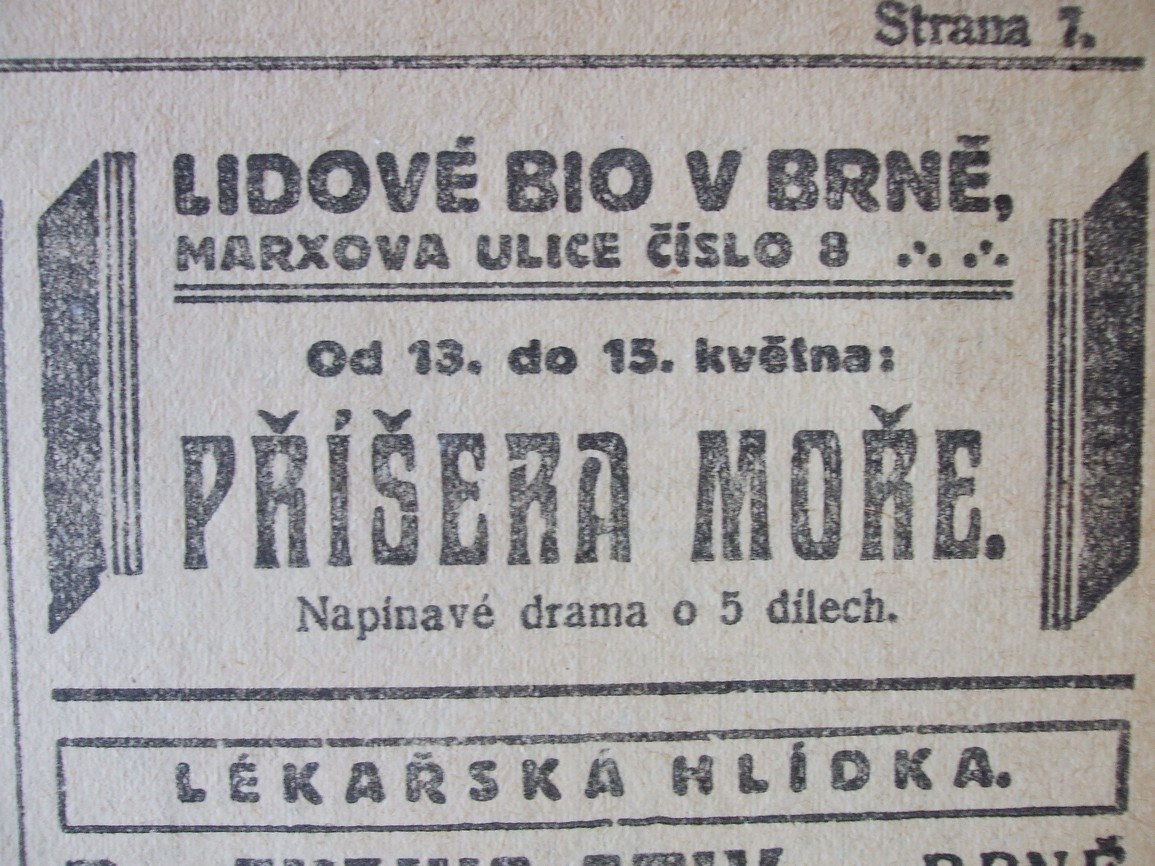 Strana 7.
LIDOVÉ BIO V BRNĚ,
MARXOVA ULICE ČÍSLO 8
Od 13. do 15. května:
PŘÍŠERA MOŘE.
Napínavé drama o 5 dílech.
LÉKAŘSKÁ HLÍDKA.